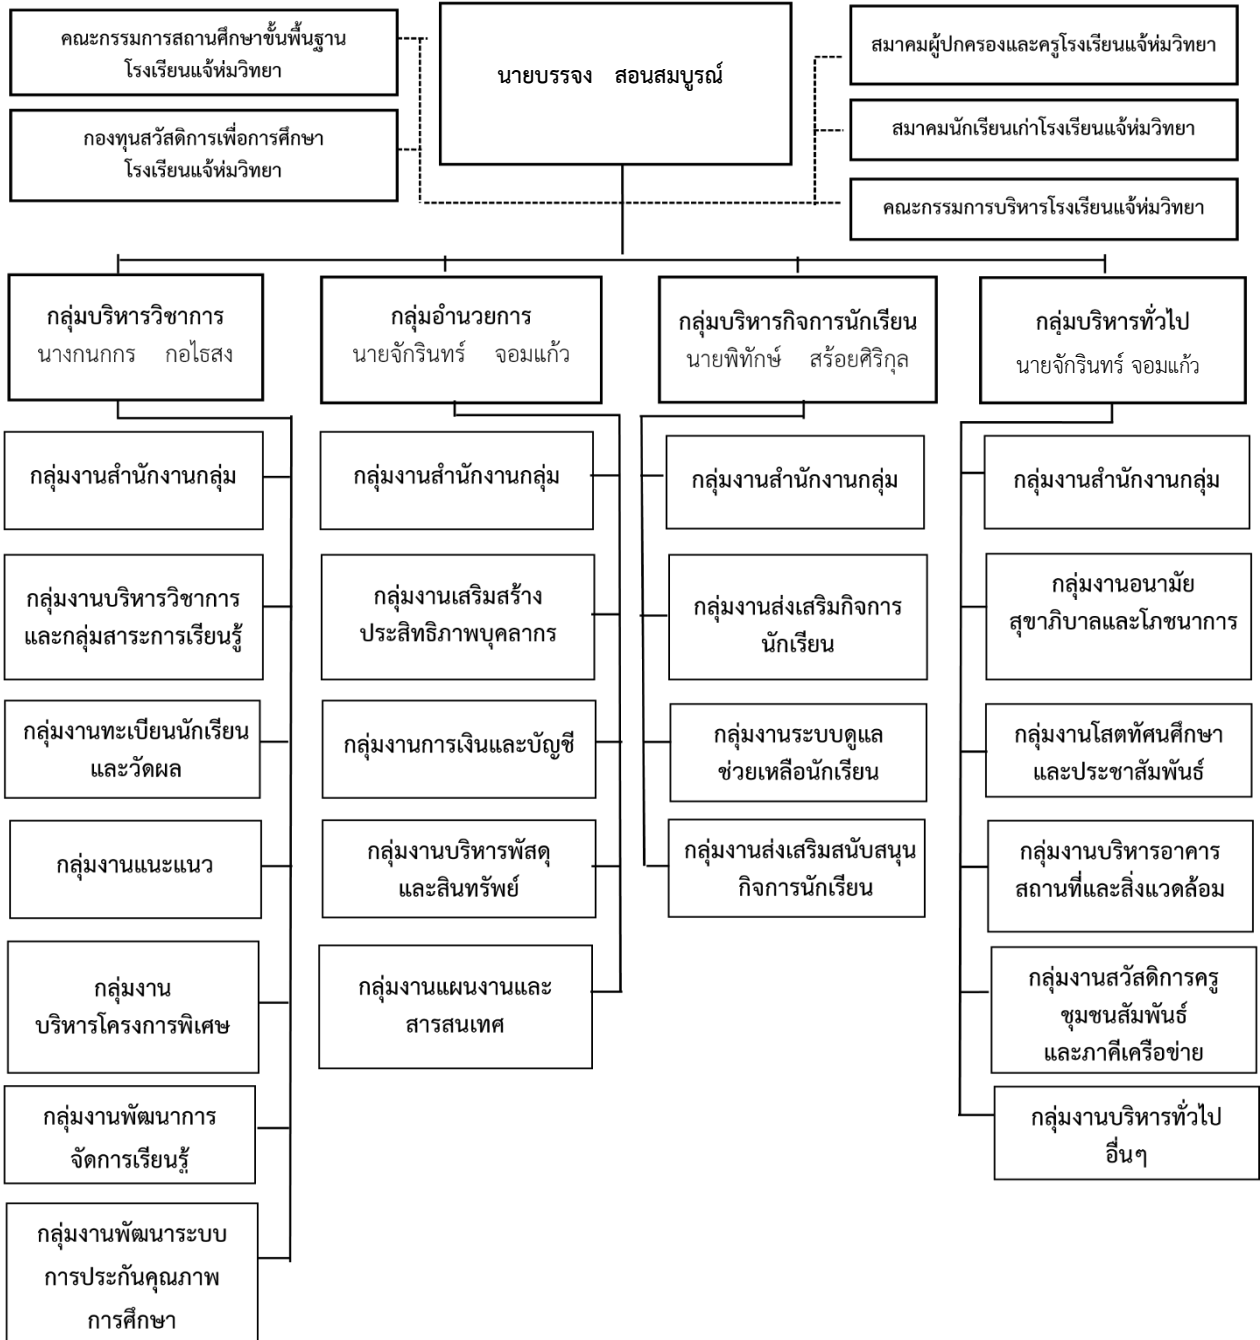 คณะกรรมการสถานศึกษาขั้นพื้นฐาน
โรงเรียนแจ้ห่มวิทยา
กองทุนสวัสดิการเพื่อการศึกษา
โรงเรียนแจ้ห่มวิทยา
นายบรรจง สอนสมบูรณ์
สมาคมผู้ปกครองและครูโรงเรียนแจ้ห่มวิทยา
สมาคมนักเรียนเก่าโรงเรียนแจ้ห่มวิทยา
คณะกรรมการบริหารโรงเรียนแจ้ห่มวิทยา
กลุ่มบริหารวิชาการ
นางกนกกร กอไธสง
กลุ่มงานสำนักงานกลุ่ม
กลุ่มงานบริหารวิชาการ
และกลุ่มสาระการเรียนรู้
กลุ่มงานทะเบียนนักเรียน
และวัดผล
กลุ่มงานแนะแนว
กลุ่มงาน
บริหารโครงการพิเศษ
กลุ่มงานพัฒนาการ
จัดการเรียนรู้
กลุ่มงานพัฒนาระบบ
การประกันคุณภาพ
การศึกษา
กลุ่มอำนวยการ
นายจักรินทร์ จอมแก้ว
กลุ่มงานสำนักงานกลุ่ม
กลุ่มงานเสริมสร้าง
ประสิทธิภาพบุคลากร
กลุ่มงานการเงินและบัญชี
กลุ่มงานบริหารพัสดุ
และสินทรัพย์
กลุ่มงานแผนงานและ
สารสนเทศ
กลุ่มบริหารกิจการนักเรียน
นายพิทักษ์ สร้อยศิริกุล
กลุ่มงานสำนักงานกลุ่ม
กลุ่มงานส่งเสริมกิจการ
นักเรียน
กลุ่มงานระบบดูแล
ช่วยเหลือนักเรียน
กลุ่มงานส่งเสริมสนับสนุน
กิจการนักเรียน
กลุ่มบริหารทั่วไป
นายจักรินทร์ จอมแก้ว
กลุ่มงานสำนักงานกลุ่ม
กลุ่มงานอนามัย
สุขาภิบาลและโภชนาการ
กลุ่มงานโสตทัศนศึกษา
และประชาสัมพันธ์
กลุ่มงานบริหารอาคาร
สถานที่และสิ่งแวดล้อม
กลุ่มงานสวัสดิการครู
ชุมชนสัมพันธ์
และภาคีเครือข่าย
กลุ่มงานบริหารทั่วไป
อื่นๆ